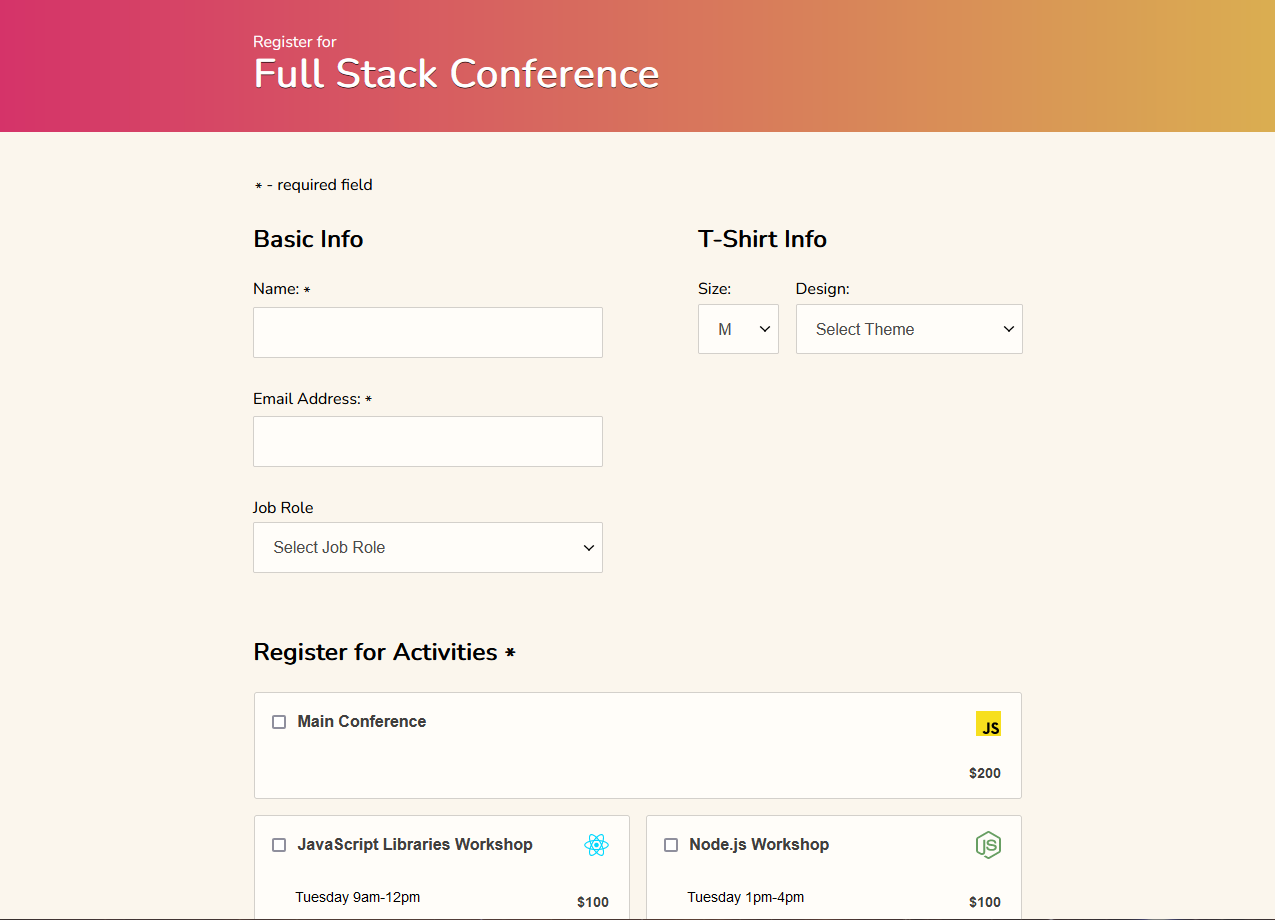 Register for
Full Stack Conference
* - required field
Basic Info
Name: *
Email Address: *
Job Role
Select Job Role
T-Shirt Info
Size:
M
Design:
Select Theme
Register for Activities *
Main Conference
JS
$200
JavaScript Libraries Workshop
Tuesday 9am-12pm
$100
Node.js Workshop
JS
Tuesday 1pm-4pm
$100